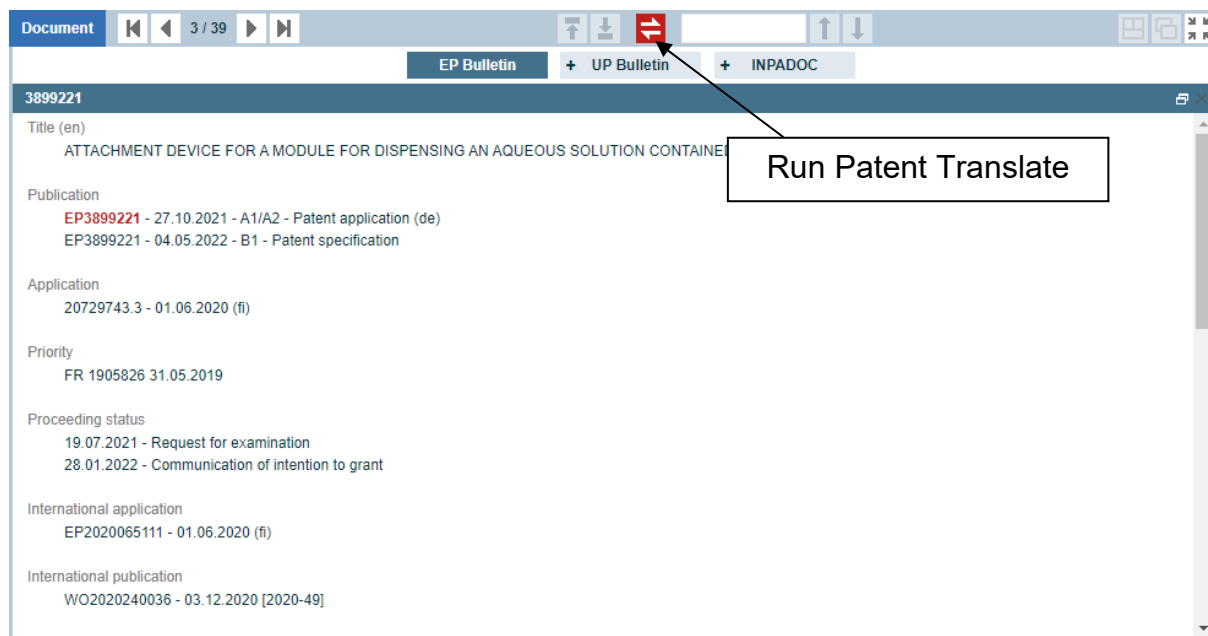 Document 3 / 39
EP Bulletin + UP Bulletin + INPADOC
3899221
Title (en)
ATTACHMENT DEVICE FOR A MODULE FOR DISPENSING AN AQUEOUS SOLUTION
Run Patent Translate
Publication
EP3899221 - 27.10.2021 - A1/A2 - Patent application (de)
EP3899221 - 04.05.2022 - B1 - Patent specification
Application
20729743.3 - 01.06.2020 (fi)
Priority
FR 1905826 31.05.2019
Proceeding status
19.07.2021 - Request for examination
28.01.2022 - Communication of intention to grant
International application
EP2020065111 - 01.06.2020 (fi)
International publication
WO2020240036 - 03.12.2020 [2020-49]